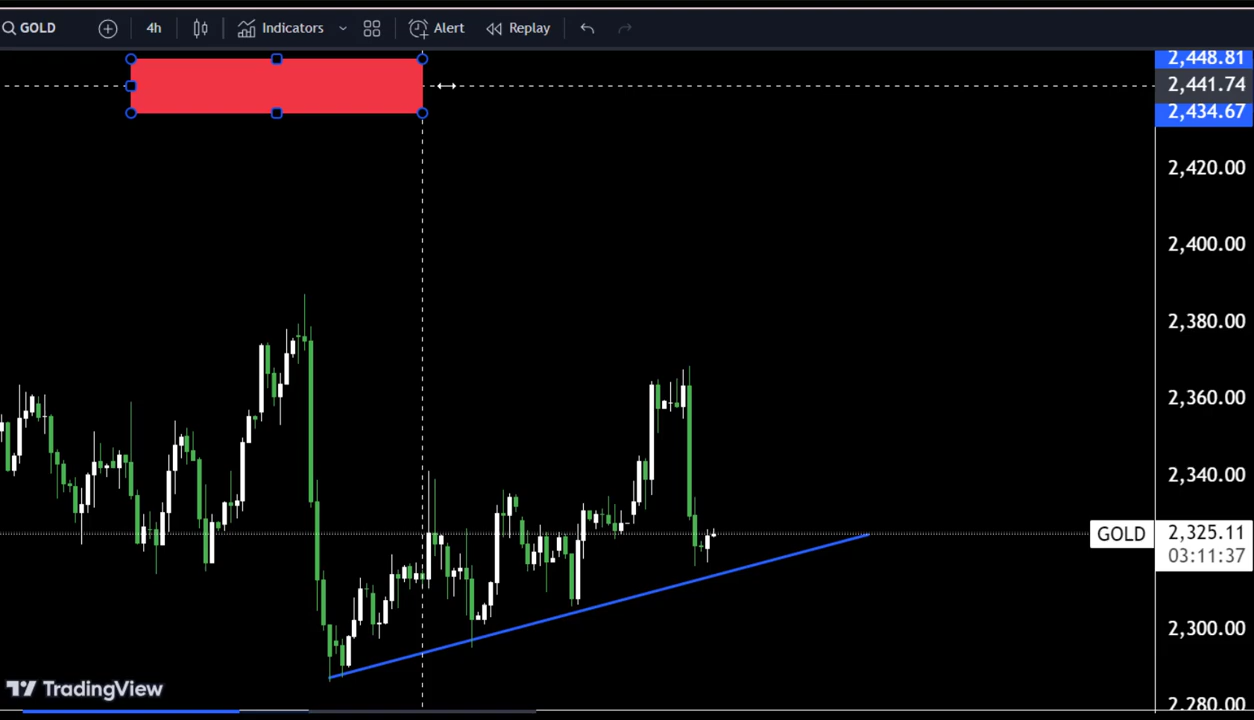 GOLD
4h
Indicators
Alert
Replay
2,448.81
2,441.74
2,434.67
2,420.00
2,400.00
2,380.00
2,360.00
2,340.00
GOLD
2,325.11
03:11:37
2,300.00
2,280.00
TradingView